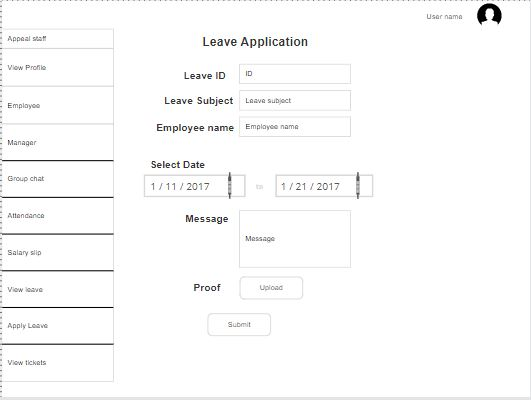 User name
Appeal staff
View Profile
Employee
Manager
Group chat
Attendance
Salary slip
View leave
Apply Leave
View tickets
Leave Application
Leave ID ID
Leave Subject Leave subject
Employee name Employee name
Select Date
1 / 11 / 2017 to 1 / 21 / 2017
Message Message
Proof Upload
Submit